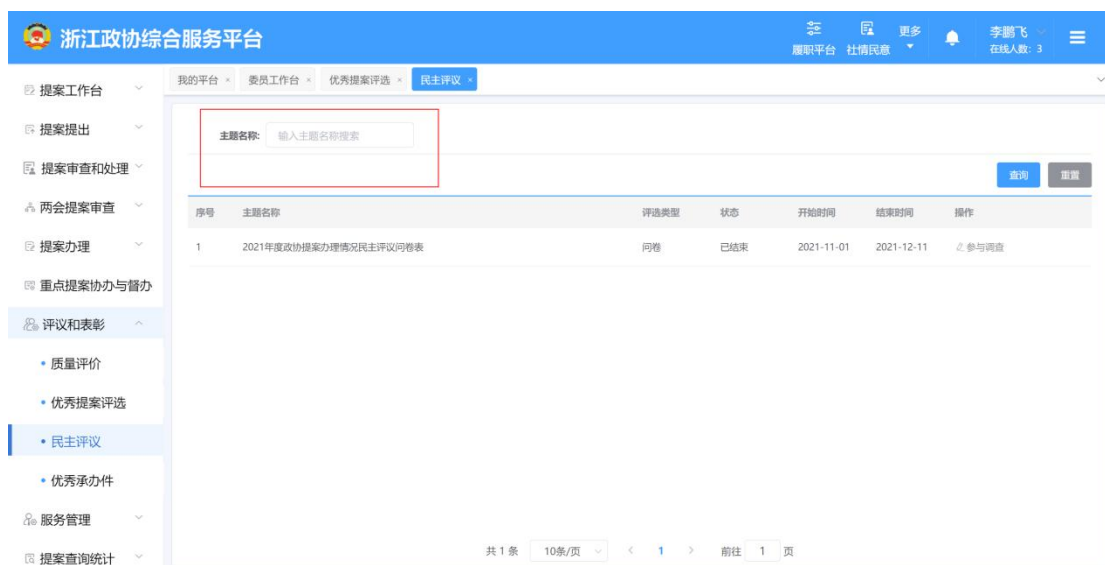 浙江政协综合服务平台
履职平台 社情民意 更多 李鹏飞
在线人数: 3
我的平台 × 委员工作台 × 优秀提案评选 × 民主评议 ×
提案工作台
提案提出
提案审查和处理
两会提案审查
提案办理
重点提案协办与督办
评议和表彰
质量评价
优秀提案评选
民主评议
优秀承办件
服务管理
提案查询统计
主题名称: 输入主题名称搜索
查询 重置
序号 主题名称 评选类型 状态 开始时间 结束时间 操作
1 2021年度政协提案办理情况民主评议问卷表 问卷 已结束 2021-11-01 2021-12-11 参与调查
共 1 条 10条/页 < 1 > 前往 1 页